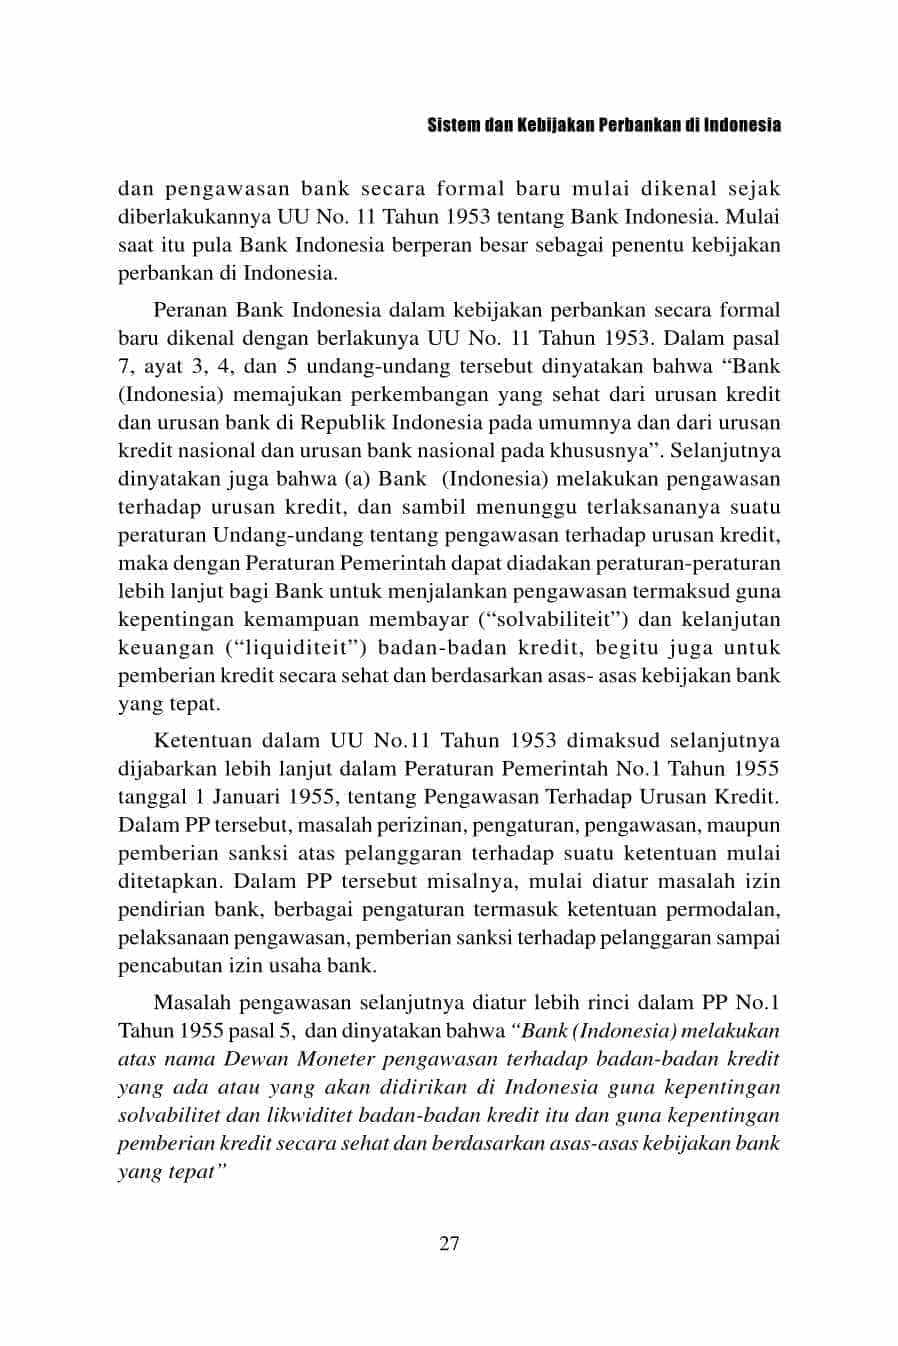 Sistem dan Kebijakan Perbankan di Indonesia
dan pengawasan bank secara formal baru mulai dikenal sejak
diberlakukannya UU No. 11 Tahun 1953 tentang Bank Indonesia. Mulai
saat itu pula Bank Indonesia berperan besar sebagai penentu kebijakan
perbankan di Indonesia.
Peranan Bank Indonesia dalam kebijakan perbankan secara formal
baru dikenal dengan berlakunya UU No. 11 Tahun 1953. Dalam pasal
7, ayat 3, 4, dan 5 undang-undang tersebut dinyatakan bahwa “Bank
(Indonesia) memajukan perkembangan yang sehat dari urusan kredit
dan urusan bank di Republik Indonesia pada umumnya dan dari urusan
kredit nasional dan urusan bank nasional pada khususnya”. Selanjutnya
dinyatakan juga bahwa (a) Bank  (Indonesia) melakukan pengawasan
terhadap urusan kredit, dan sambil menunggu terlaksananya suatu
peraturan Undang-undang tentang pengawasan terhadap urusan kredit,
maka dengan Peraturan Pemerintah dapat diadakan peraturan-peraturan
lebih lanjut bagi Bank untuk menjalankan pengawasan termaksud guna
kepentingan kemampuan membayar (“solvabiliteit”) dan kelanjutan
keuangan (“liquiditeit”) badan-badan kredit, begitu juga untuk
pemberian kredit secara sehat dan berdasarkan asas- asas kebijakan bank
yang tepat.
Ketentuan dalam UU No.11 Tahun 1953 dimaksud selanjutnya
dijabarkan lebih lanjut dalam Peraturan Pemerintah No.1 Tahun 1955
tanggal 1 Januari 1955, tentang Pengawasan Terhadap Urusan Kredit.
Dalam PP tersebut, masalah perizinan, pengaturan, pengawasan, maupun
pemberian sanksi atas pelanggaran terhadap suatu ketentuan mulai
ditetapkan. Dalam PP tersebut misalnya, mulai diatur masalah izin
pendirian bank, berbagai pengaturan termasuk ketentuan permodalan,
pelaksanaan pengawasan, pemberian sanksi terhadap pelanggaran sampai
pencabutan izin usaha bank.
Masalah pengawasan selanjutnya diatur lebih rinci dalam PP No.1
Tahun 1955 pasal 5,  dan dinyatakan bahwa “Bank (Indonesia) melakukan
atas nama Dewan Moneter pengawasan terhadap badan-badan kredit
yang ada atau yang akan didirikan di Indonesia guna kepentingan
solvabilitet dan likwiditet badan-badan kredit itu dan guna kepentingan
pemberian kredit secara sehat dan berdasarkan asas-asas kebijakan bank
yang tepat”
27